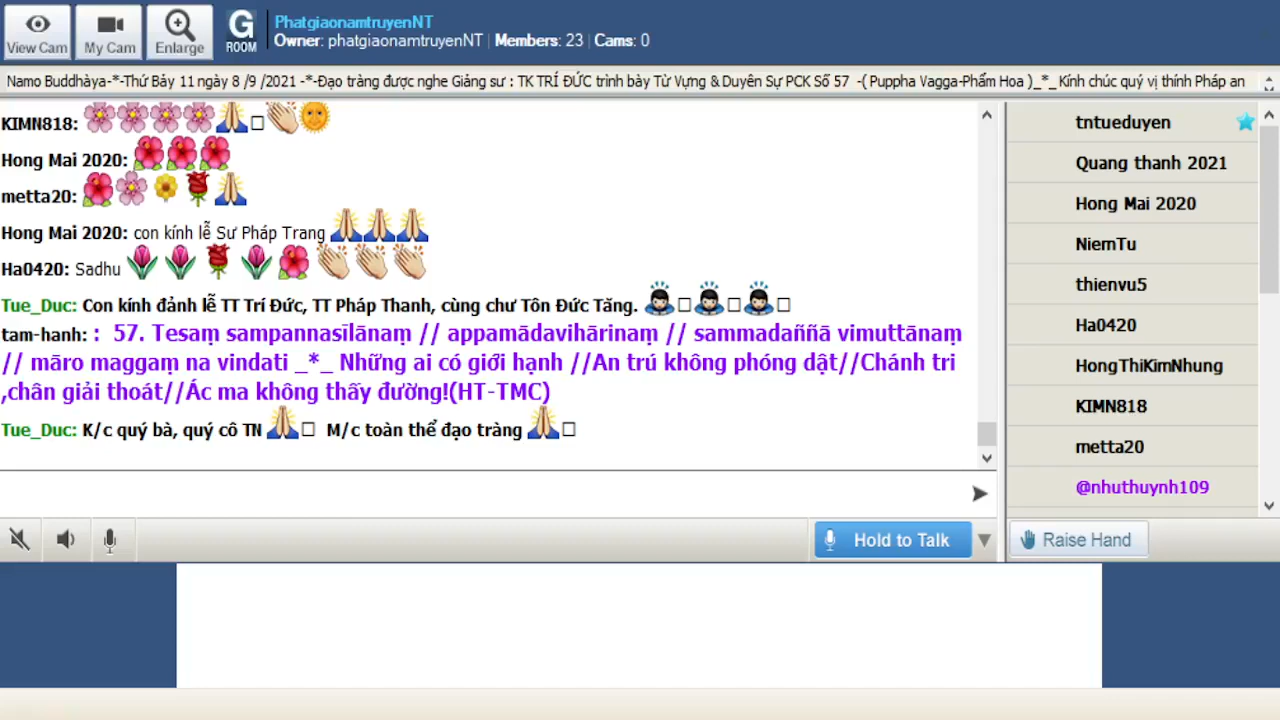 View Cam
My Cam
Enlarge
G
ROOM
PhatgiaonamtruyenNT
Owner: phatgiaonamtruyenNT | Members: 23 | Cams: 0
Namo Buddhàya-*-Thứ Bảy 11 ngày 8 /9 /2021 -*-Đạo tràng được nghe Giảng sư : TK TRÍ ĐỨC trình bày Từ Vựng & Duyên Sự PCK Số 57 -( Puppha Vagga-Phẩm Hoa )_*_Kính chúc quý vị thính Pháp an
KIMN818: 🌸🌸🌸🌸🙏□👏🌞
Hong Mai 2020: 🌺🌺🌺
metta20: 🌺🌸🌼🌹🙏
Hong Mai 2020: con kính lễ Sư Pháp Trang 🙏🙏🙏
Ha0420: Sadhu 🌷🌷🌹🌷🌺👏👏👏
Tue_Duc: Con kính đảnh lễ TT Trí Đức, TT Pháp Thanh, cùng chư Tôn Đức Tăng. 🙇□🙇□🙇□
tam-hanh: : 57. Tesaṃ sampannasīlānaṃ // appamādavihārinaṃ // sammadaññā vimuttānaṃ
// māro maggaṃ na vindati _*_ Những ai có giới hạnh //An trú không phóng dật//Chánh tri
,chân giải thoát//Ác ma không thấy đường!(HT-TMC)
Tue_Duc: K/c quý bà, quý cô TN 🙏□ M/c toàn thể đạo tràng 🙏□
tntueduyen
Quang thanh 2021
Hong Mai 2020
NiemTu
thienvu5
Ha0420
HongThiKimNhung
KIMN818
metta20
@nhuthuynh109
Hold to Talk
Raise Hand